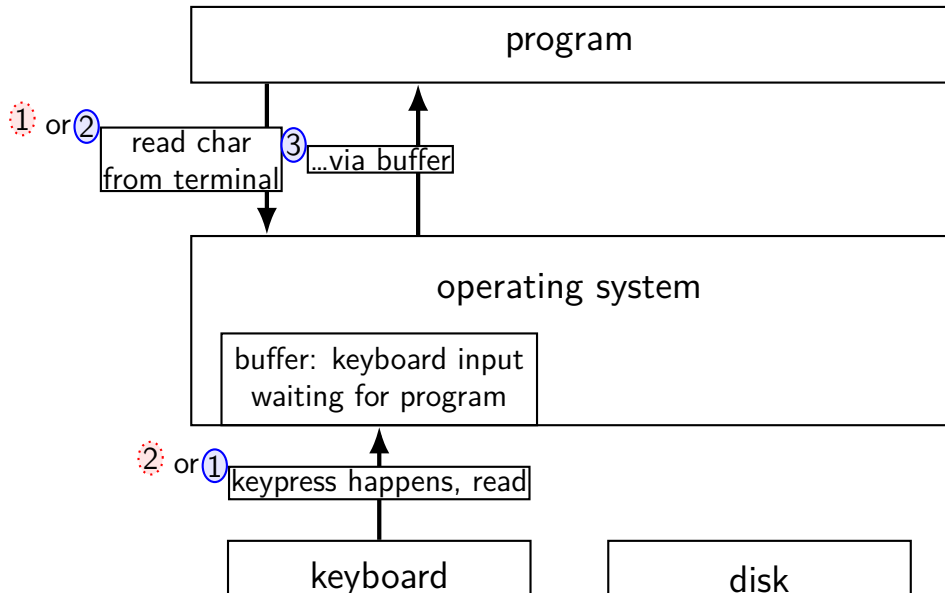 program
1 or 2
read char
from terminal
3
...via buffer
operating system
buffer: keyboard input
waiting for program
2 or 1
keypress happens, read
keyboard
disk